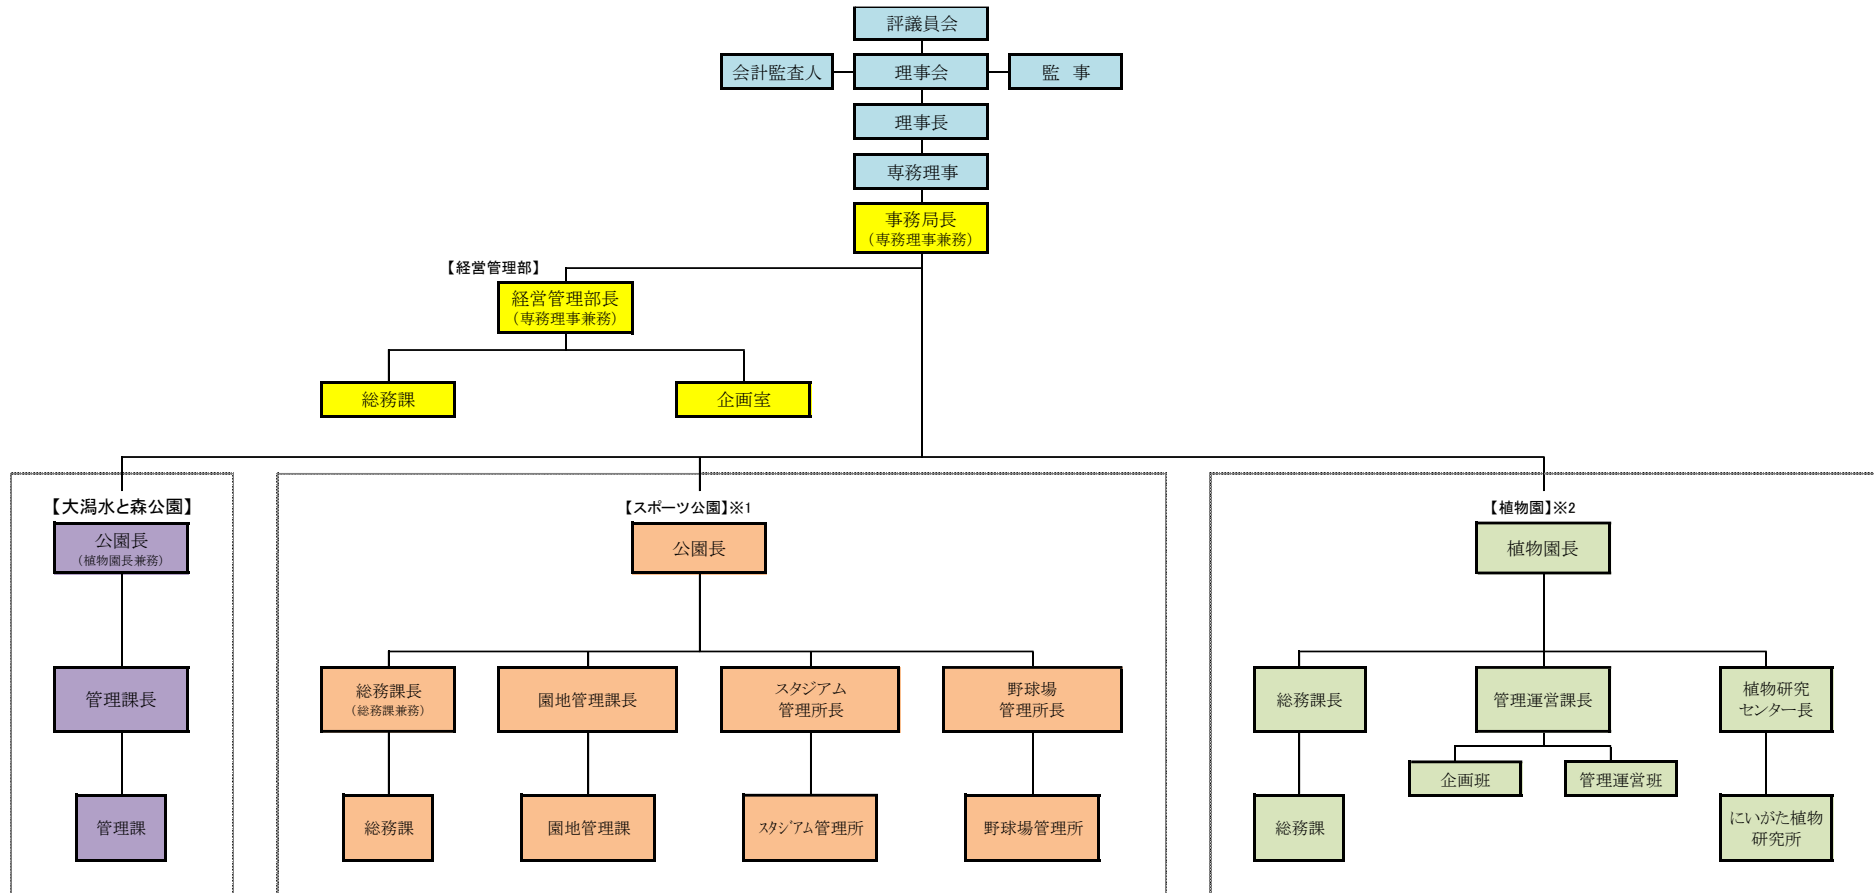 評議員会
会計監査人
理事会
監　事
理事長
専務理事
事務局長
（専務理事兼務）
【経営管理部】
経営管理部長
（専務理事兼務）
総務課
企画室
【大潟水と森公園】
公園長
（植物園長兼務）
管理課長
管理課
【スポーツ公園】※1
公園長
総務課長
（総務課兼務）
園地管理課長
スタジアム
管理所長
野球場
管理所長
総務課
園地管理課
スタジアム管理所
野球場管理所
【植物園】※2
植物園長
総務課長
管理運営課長
植物研究
センター長
企画班
管理運営班
総務課
にいがた植物
研究所